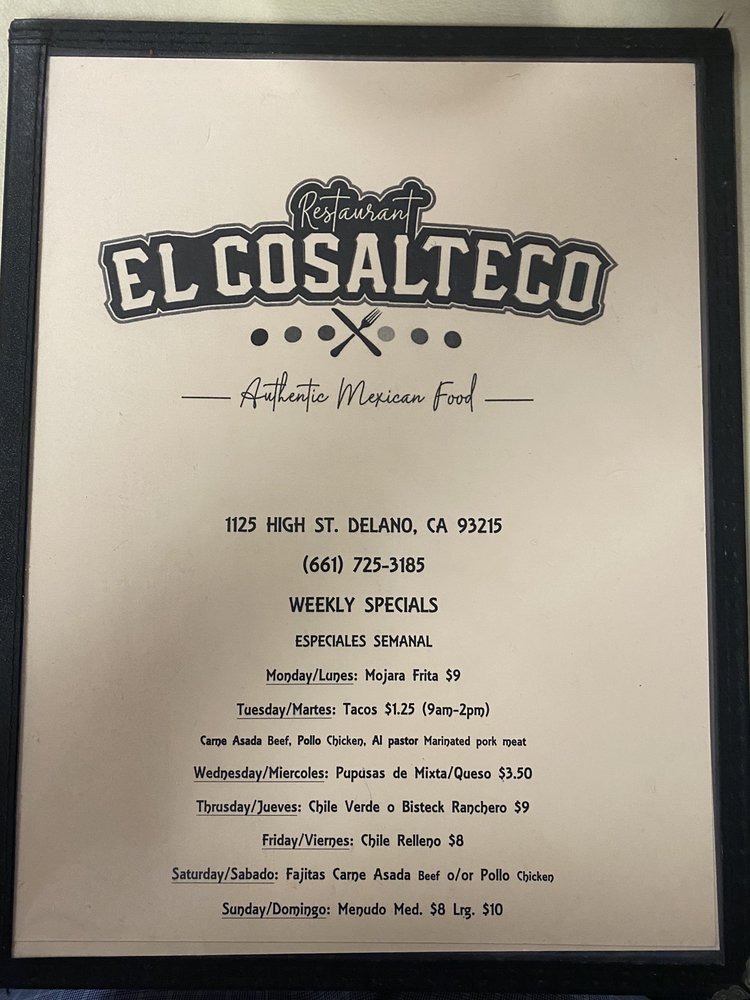 Restaurant
EL COSALTECO
Authentic Mexican Food
1125 HIGH ST. DELANO, CA 93215
(661) 725-3185
WEEKLY SPECIALS
ESPECIALES SEMANAL
Monday/Lunes: Mojara Frita $9
Tuesday/Martes: Tacos $1.25 (9am-2pm)
Carne Asada Beef, Pollo Chicken, Al pastor Marinated pork meat
Wednesday/Miercoles: Pupusas de Mixta/Queso $3.50
Thrusday/Jueves: Chile Verde o Bisteck Ranchero $9
Friday/Viernes: Chile Relleno $8
Saturday/Sabado: Fajitas Carne Asada Beef o/or Pollo Chicken
Sunday/Domingo: Menudo Med. $8 Lrg. $10